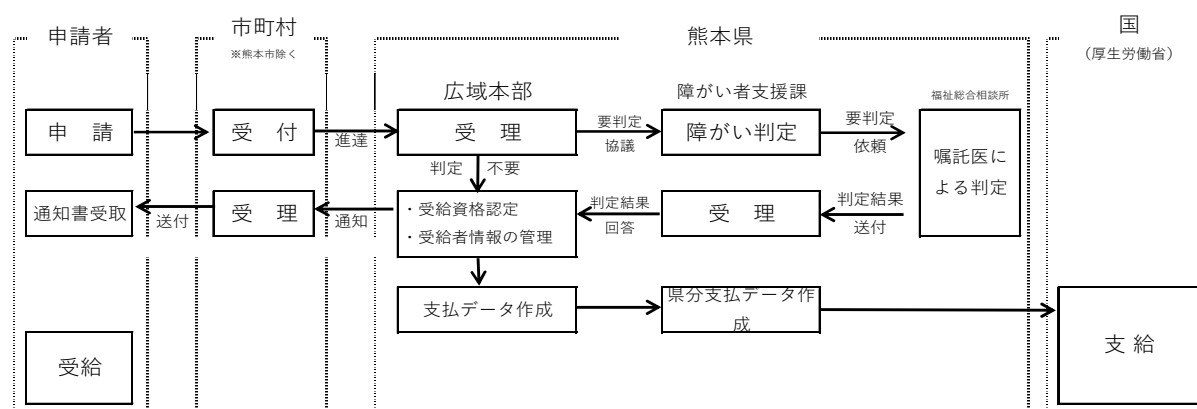 申請者
市町村
※熊本市除く
熊本県
国
(厚生労働省)
広域本部
障がい者支援課
福祉総合相談所
申 請
受 付
進達
受 理
要判定
協議
障がい判定
要判定
依頼
嘱託医に
よる判定
判定 不要
通知書受取
送付
受 理
通知
・受給資格認定
・受給者情報の管理
判定結果
回答
受 理
判定結果
送付
支払データ作成
県分支払データ作
成
受給
支 給